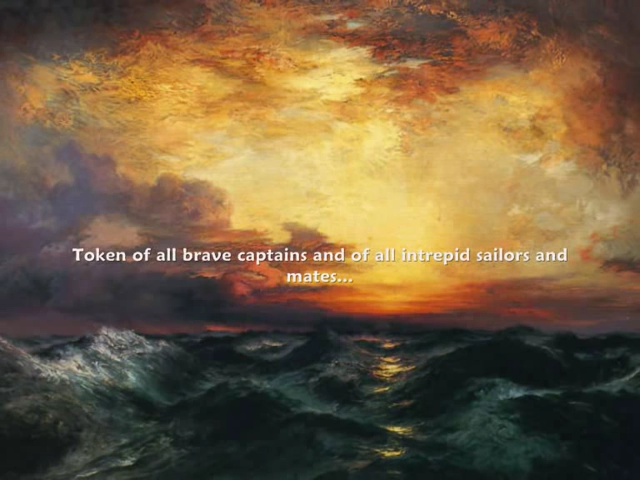 Token of all brave captains and of all intrepid sailors and
mates...